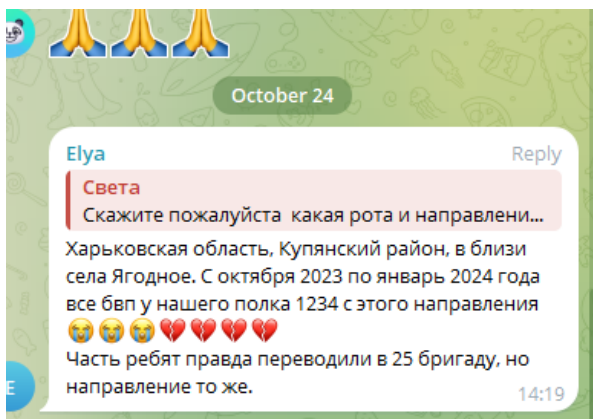 October 24
Elya
Reply
Света
Скажите пожалуйста какая рота и направлени...
Харьковская область, Купянский район, в близи
села Ягодное. С октября 2023 по январь 2024 года
все бвп у нашего полка 1234 с этого направления
Часть ребят правда переводили в 25 бригаду, но
направление то же.
14:19
E